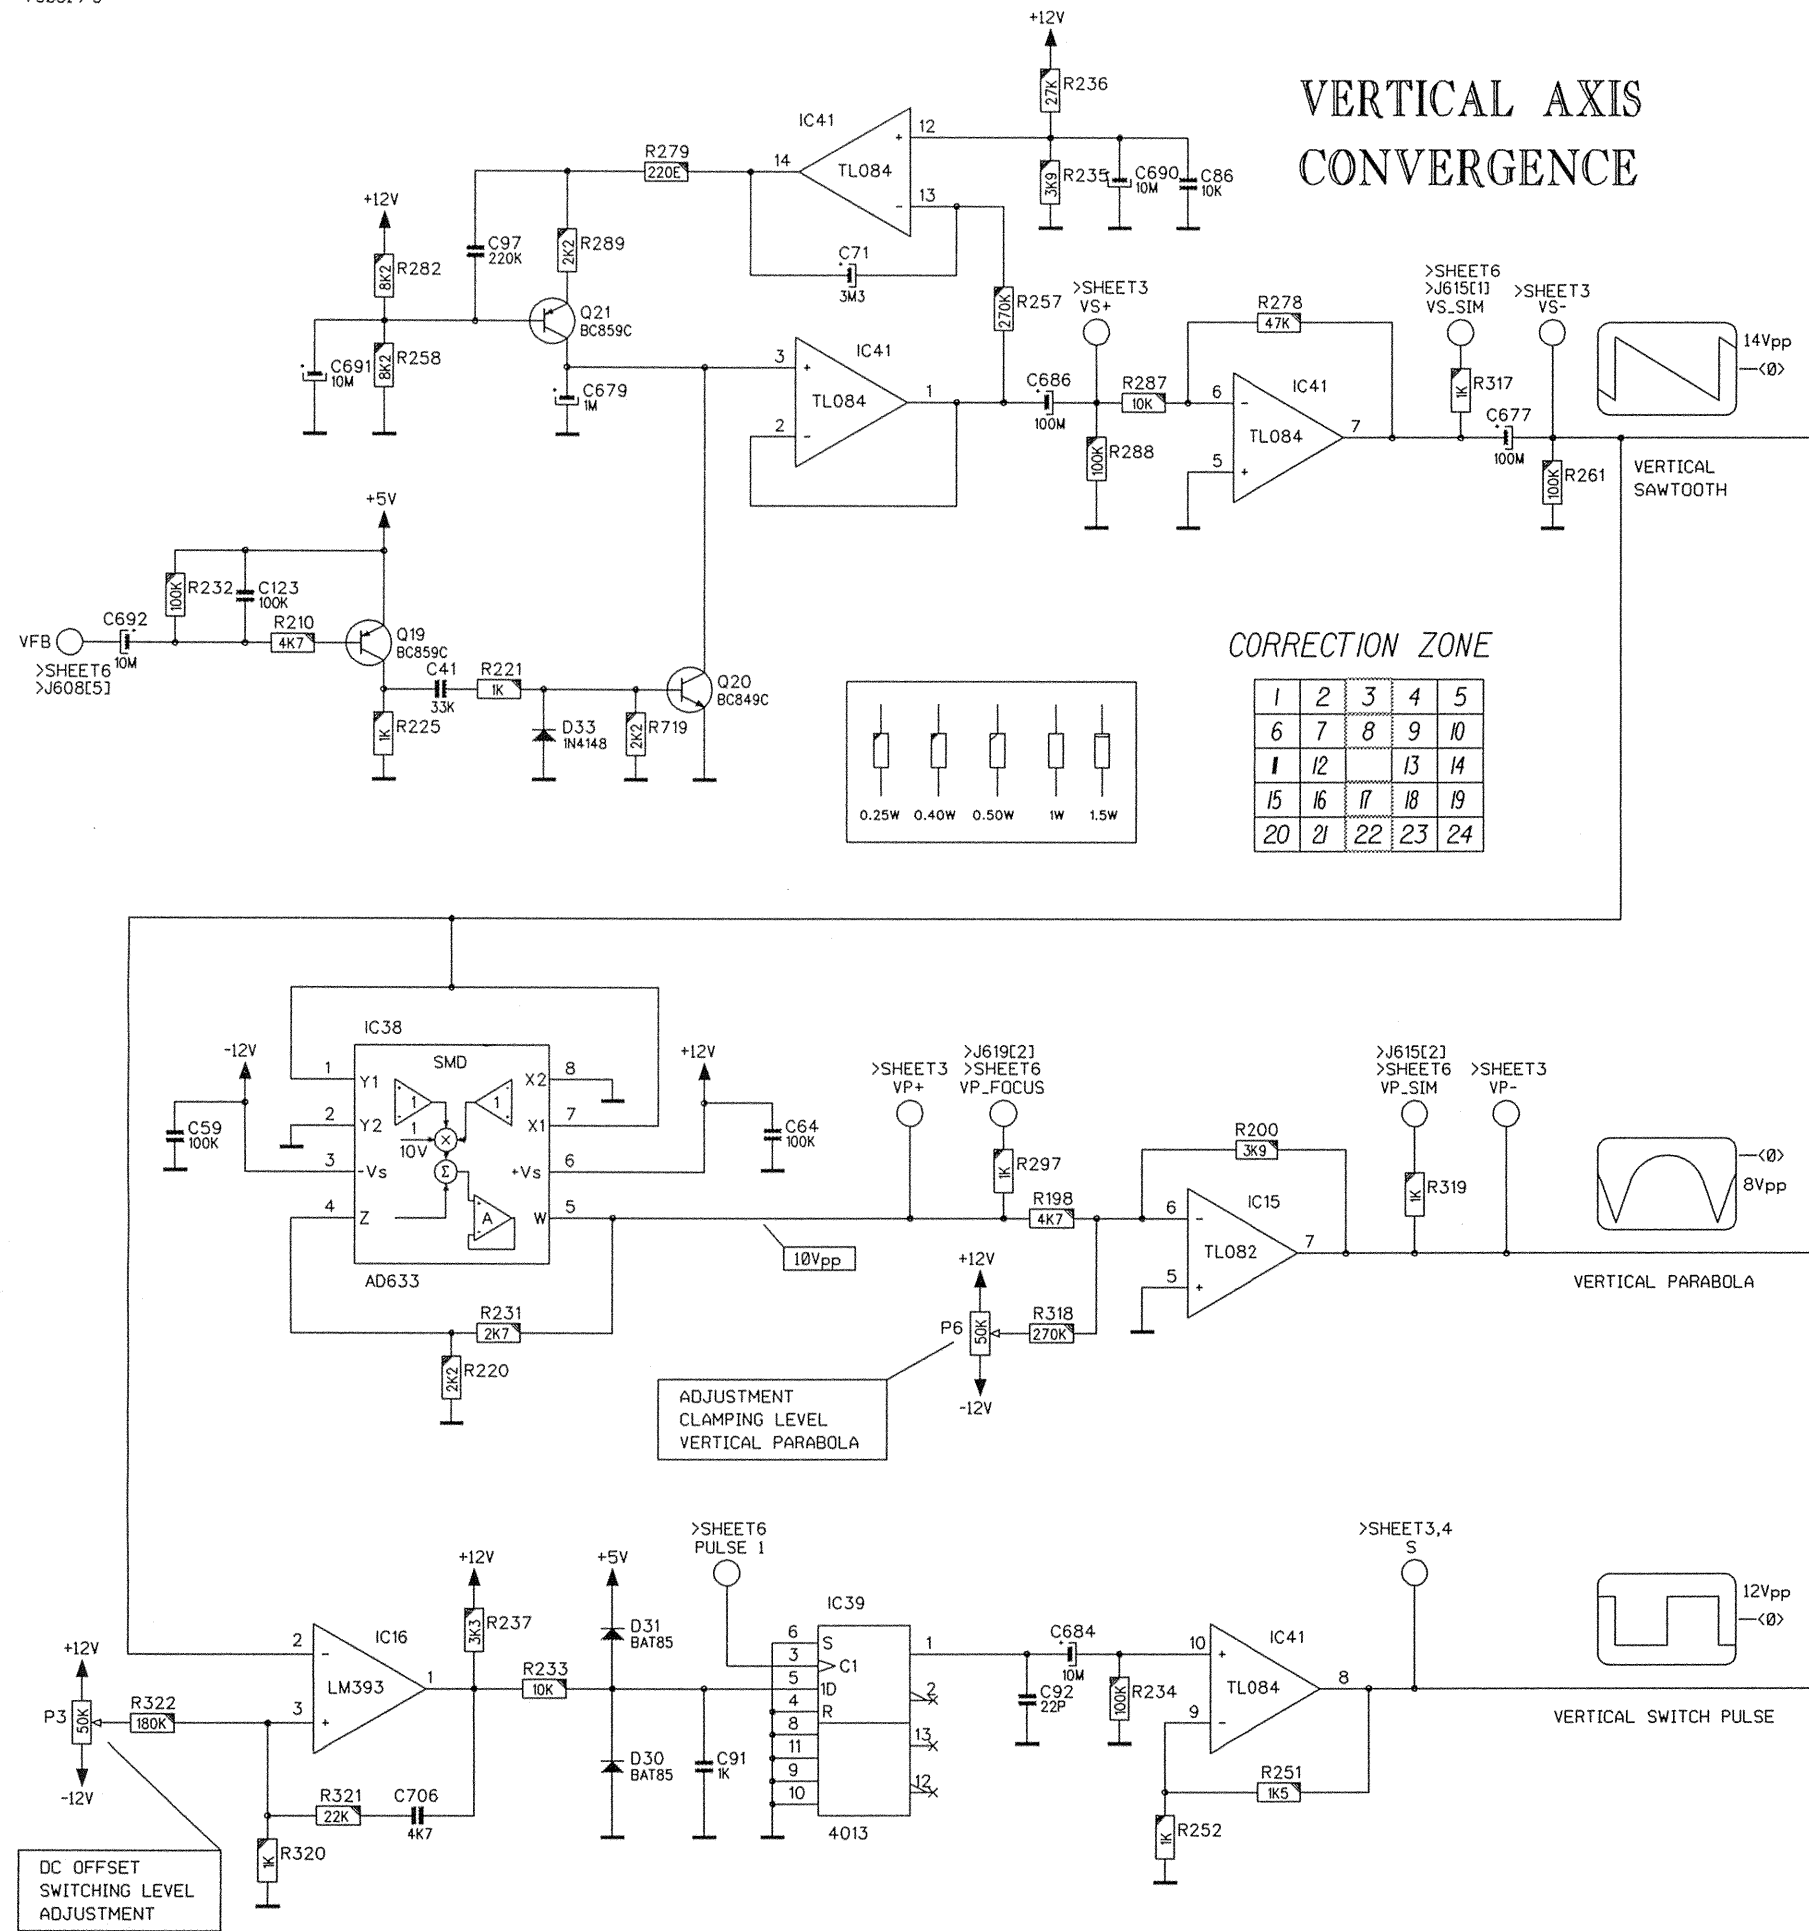 VERTICAL AXIS
CONVERGENCE
+12V
R236
27K
IC41
12
+
14
TL084
13
-
R235
3K9
C690
10M
C86
10K
R279
220E
+12V
C97
220K
R289
2K2
R282
8K2
C71
3M3
Q21
BC859C
R257
270K
>SHEET3
VS+
R278
47K
>SHEET6
>J615[1]
VS_SIM
>SHEET3
VS-
14Vpp
<0>
R258
8K2
C691
10M
C679
1M
IC41
3
+
TL084
1
2
-
C686
100M
R287
10K
R288
100K
IC41
6
-
TL084
7
5
+
R317
1K
C677
100M
R261
100K
VERTICAL
SAWTOOTH
+5V
R232
100K
C123
100K
C692
10M
VFB
>SHEET6
>J608[5]
R210
4K7
Q19
BC859C
C41
33K
R221
1K
R225
1K
D33
1N4148
R719
2K2
Q20
BC849C
0.25W 0.40W 0.50W 1W 1.5W
CORRECTION ZONE
1 2 3 4 5
6 7 8 9 10
11 12 13 14
15 16 17 18 19
20 21 22 23 24
IC38
-12V
SMD
+12V
1 Y1
1
1
X2 8
2 Y2
1
10V
X
X1 7
C59
100K
3 -Vs
Σ
+Vs 6
C64
100K
4 Z
A
W 5
AD633
R231
2K7
R220
2K2
10Vpp
>SHEET3
VP+
>J619[2]
>SHEET6
VP_FOCUS
R297
1K
R198
4K7
R200
3K9
IC15
6
-
TL082
7
5
+
>J615[2]
>SHEET6
VP_SIM
>SHEET3
VP-
R319
1K
<0>
8Vpp
VERTICAL PARABOLA
+12V
P6
50K
R318
270K
-12V
ADJUSTMENT
CLAMPING LEVEL
VERTICAL PARABOLA
>SHEET6
PULSE 1
>SHEET3,4
S
+12V
P3
50K
R322
180K
-12V
IC16
2
-
LM393
1
3
+
+12V
R237
3K3
R233
10K
+5V
D31
BAT85
D30
BAT85
C91
1K
R321
22K
C706
4K7
R320
1K
DC OFFSET
SWITCHING LEVEL
ADJUSTMENT
IC39
6 S
3 C1
5 1D
4 R
8
11
9
10
1
2
13
12
4013
C92
22P
C684
10M
R234
100K
IC41
10
+
TL084
8
9
-
R251
1K5
R252
1K
12Vpp
<0>
VERTICAL SWITCH PULSE